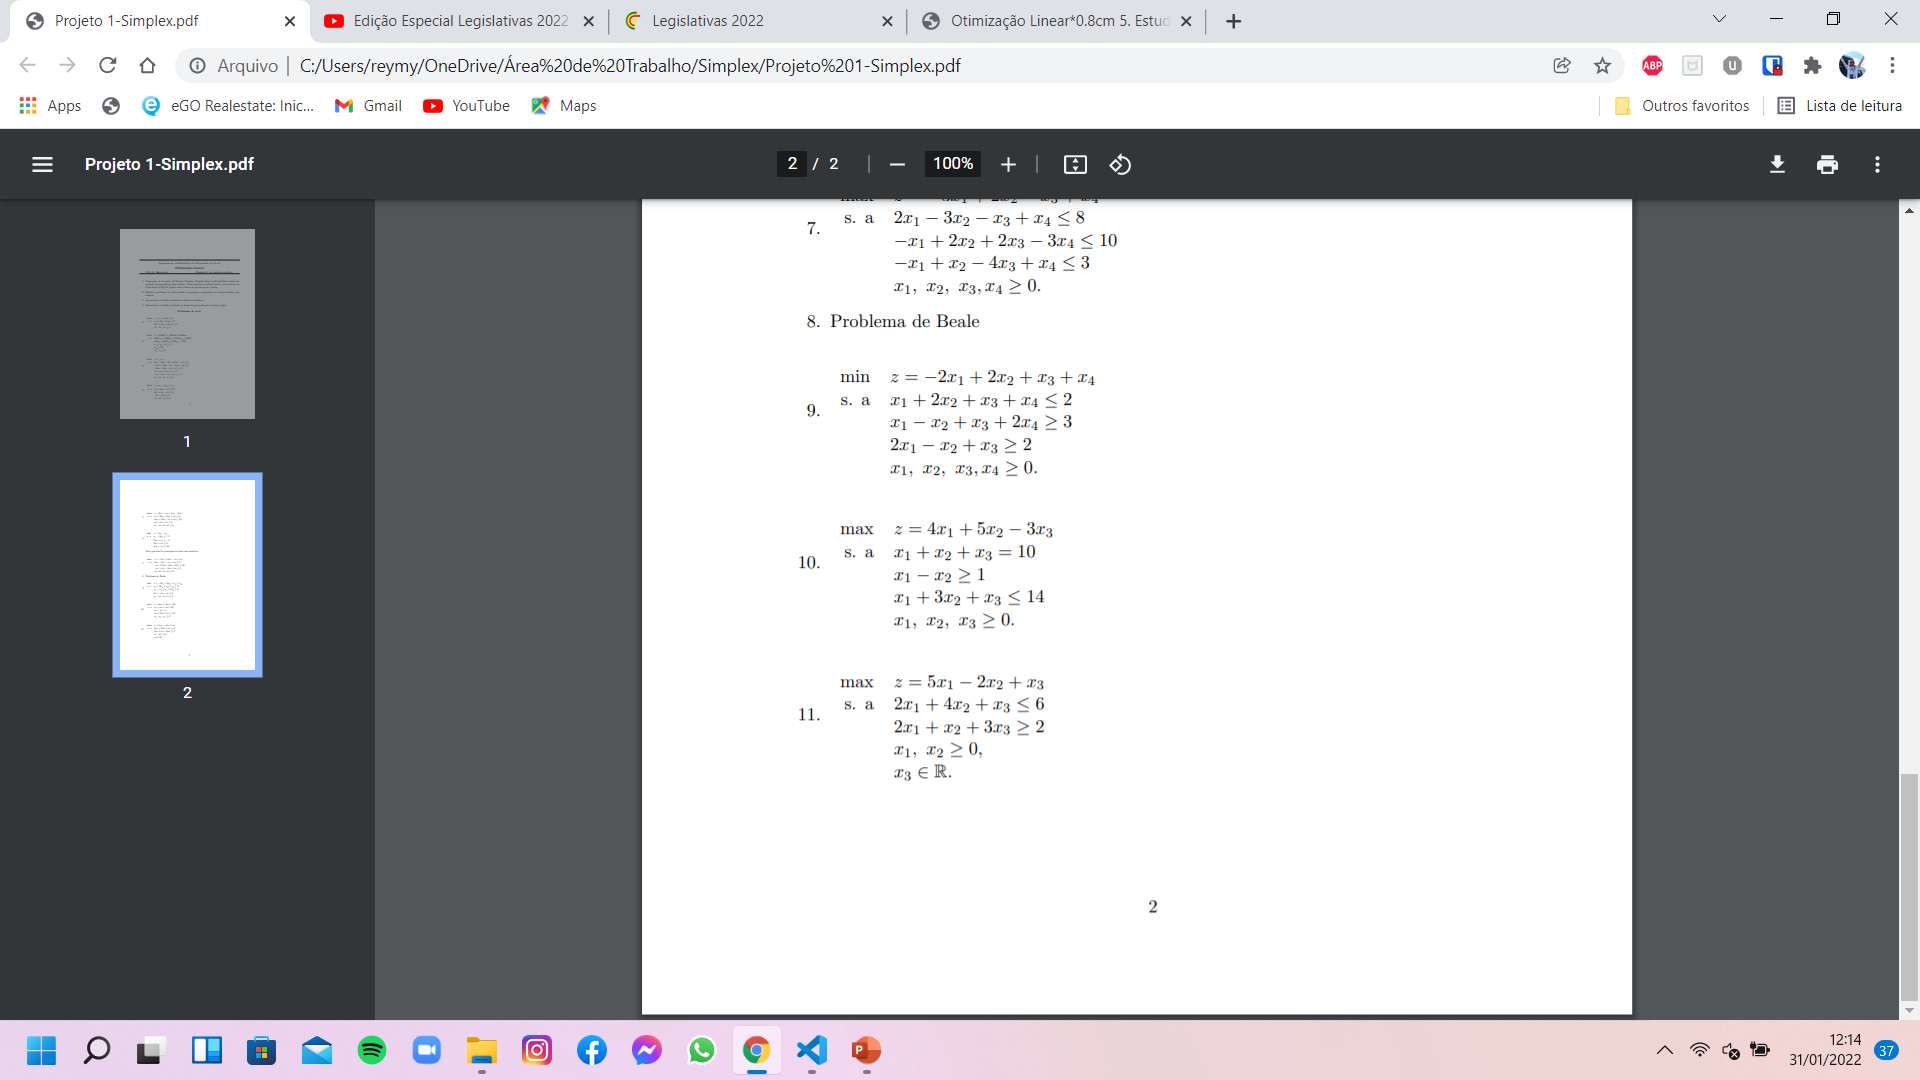 Projeto 1-Simplex.pdf
Edição Especial Legislativas 2022
Legislativas 2022
Otimização Linear*0.8cm 5. Estud
Arquivo
C:/Users/reymy/OneDrive/Área%20de%20Trabalho/Simplex/Projeto%201-Simplex.pdf
ABP
Apps
eGO Realestate: Inic...
Gmail
YouTube
Maps
Outros favoritos
Lista de leitura
Projeto 1-Simplex.pdf
2 / 2
100%
1
2
7.
s. a 2x₁ − 3x₂ − x₃ + x₄ ≤ 8
−x₁ + 2x₂ + 2x₃ − 3x₄ ≤ 10
−x₁ + x₂ − 4x₃ + x₄ ≤ 3
x₁, x₂, x₃, x₄ ≥ 0.
8. Problema de Beale
9.
min z = −2x₁ + 2x₂ + x₃ + x₄
s. a x₁ + 2x₂ + x₃ + x₄ ≤ 2
x₁ − x₂ + x₃ + 2x₄ ≥ 3
2x₁ − x₂ + x₃ ≥ 2
x₁, x₂, x₃, x₄ ≥ 0.
10.
max z = 4x₁ + 5x₂ − 3x₃
s. a x₁ + x₂ + x₃ = 10
x₁ − x₂ ≥ 1
x₁ + 3x₂ + x₃ ≤ 14
x₁, x₂, x₃ ≥ 0.
11.
max z = 5x₁ − 2x₂ + x₃
s. a 2x₁ + 4x₂ + x₃ ≤ 6
2x₁ + x₂ + 3x₃ ≥ 2
x₁, x₂ ≥ 0,
x₃ ∈ ℝ.
2
12:14
31/01/2022
37